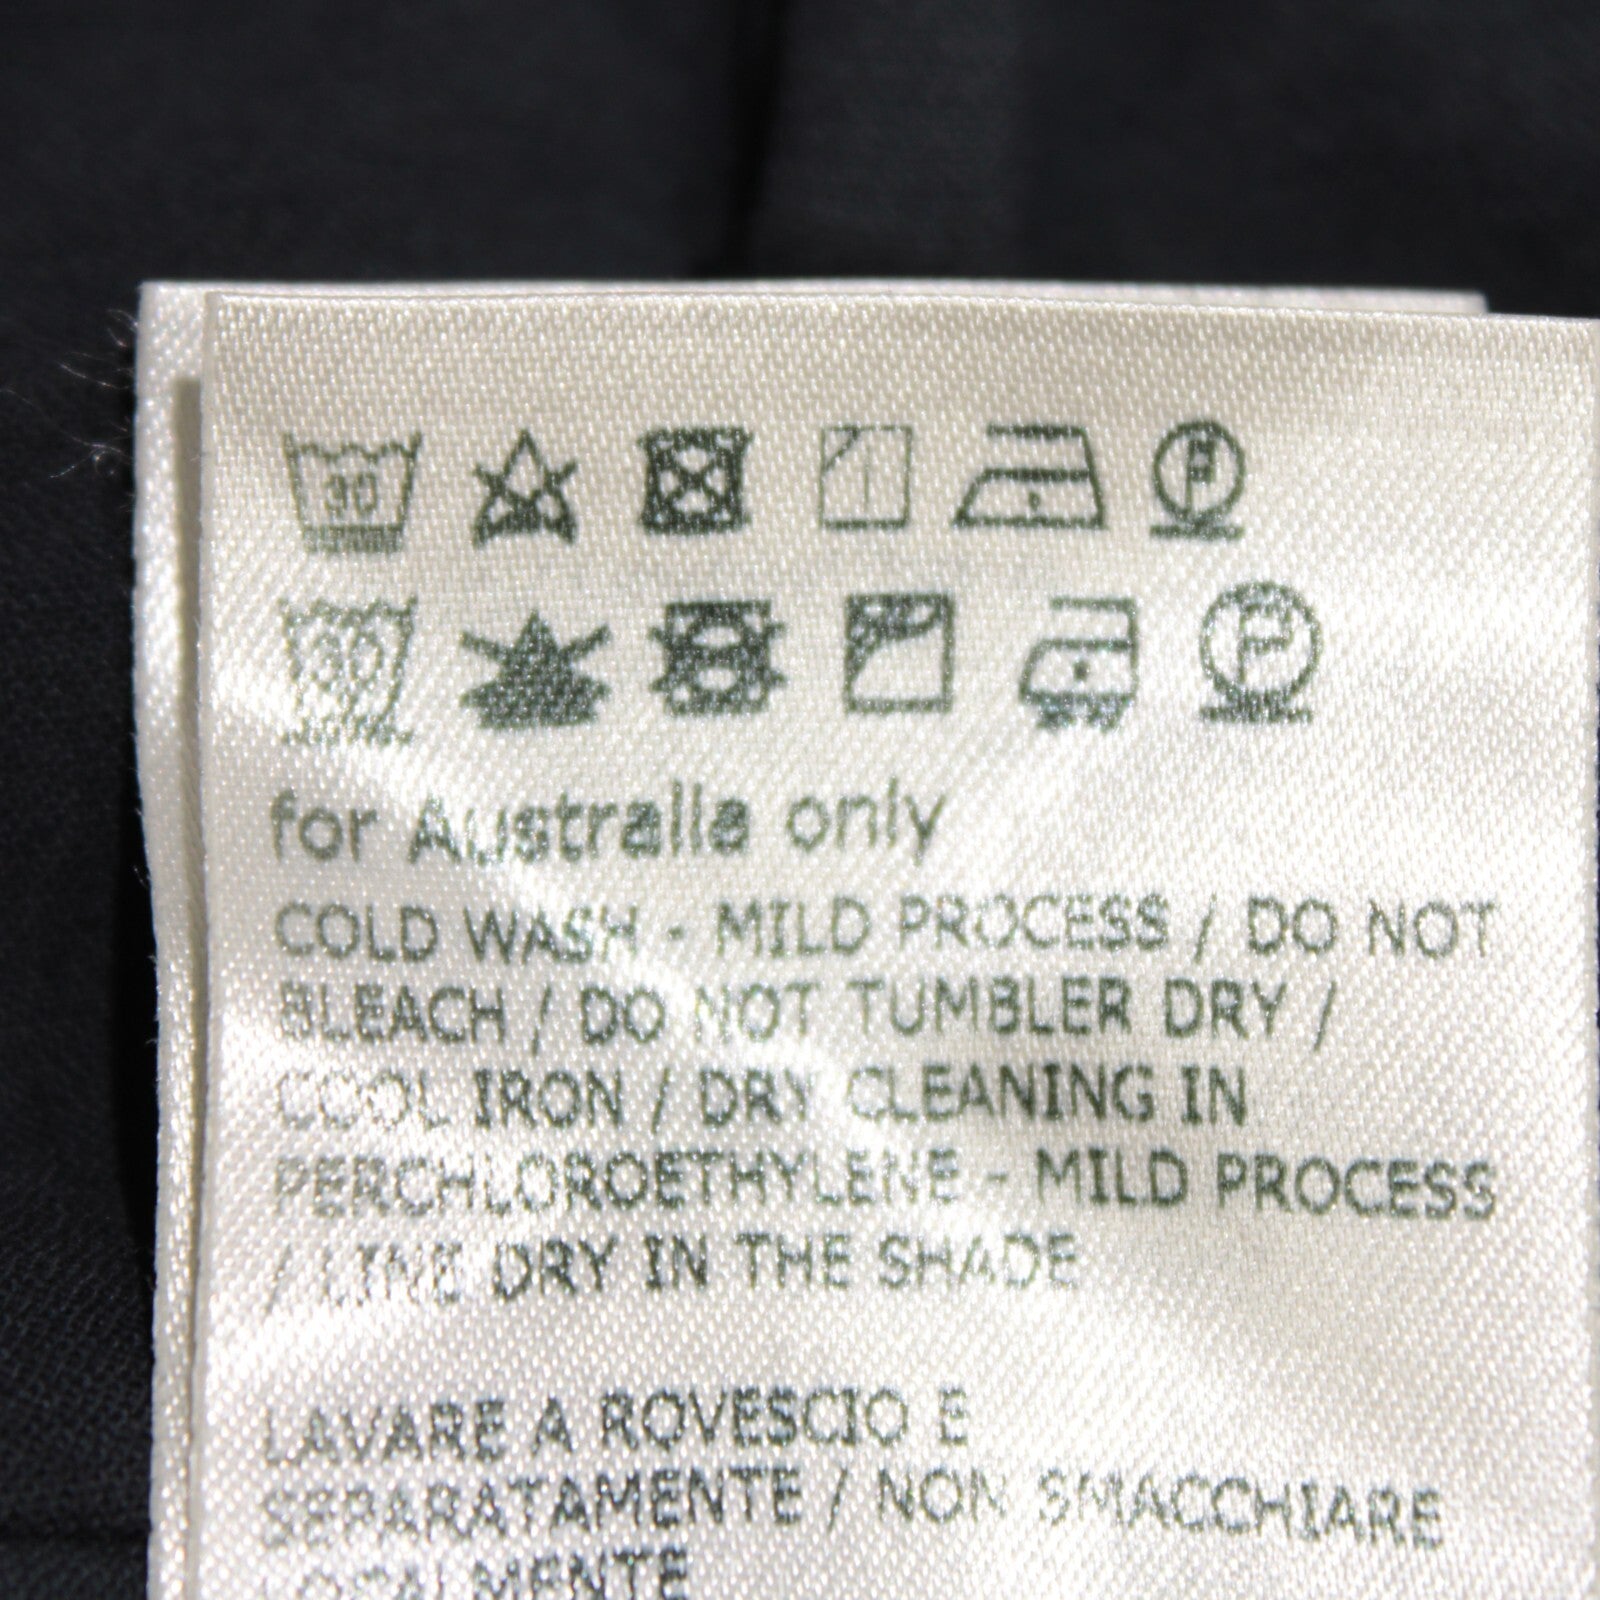 30 P
30 P
for Australia only
COLD WASH - MILD PROCESS / DO NOT
BLEACH / DO NOT TUMBLER DRY /
COOL IRON / DRY CLEANING IN
PERCHLOROETHYLENE - MILD PROCESS
/ LINE DRY IN THE SHADE
LAVARE A ROVESCIO E
SEPARATAMENTE / NON SMACCHIARE
LOCALMENTE